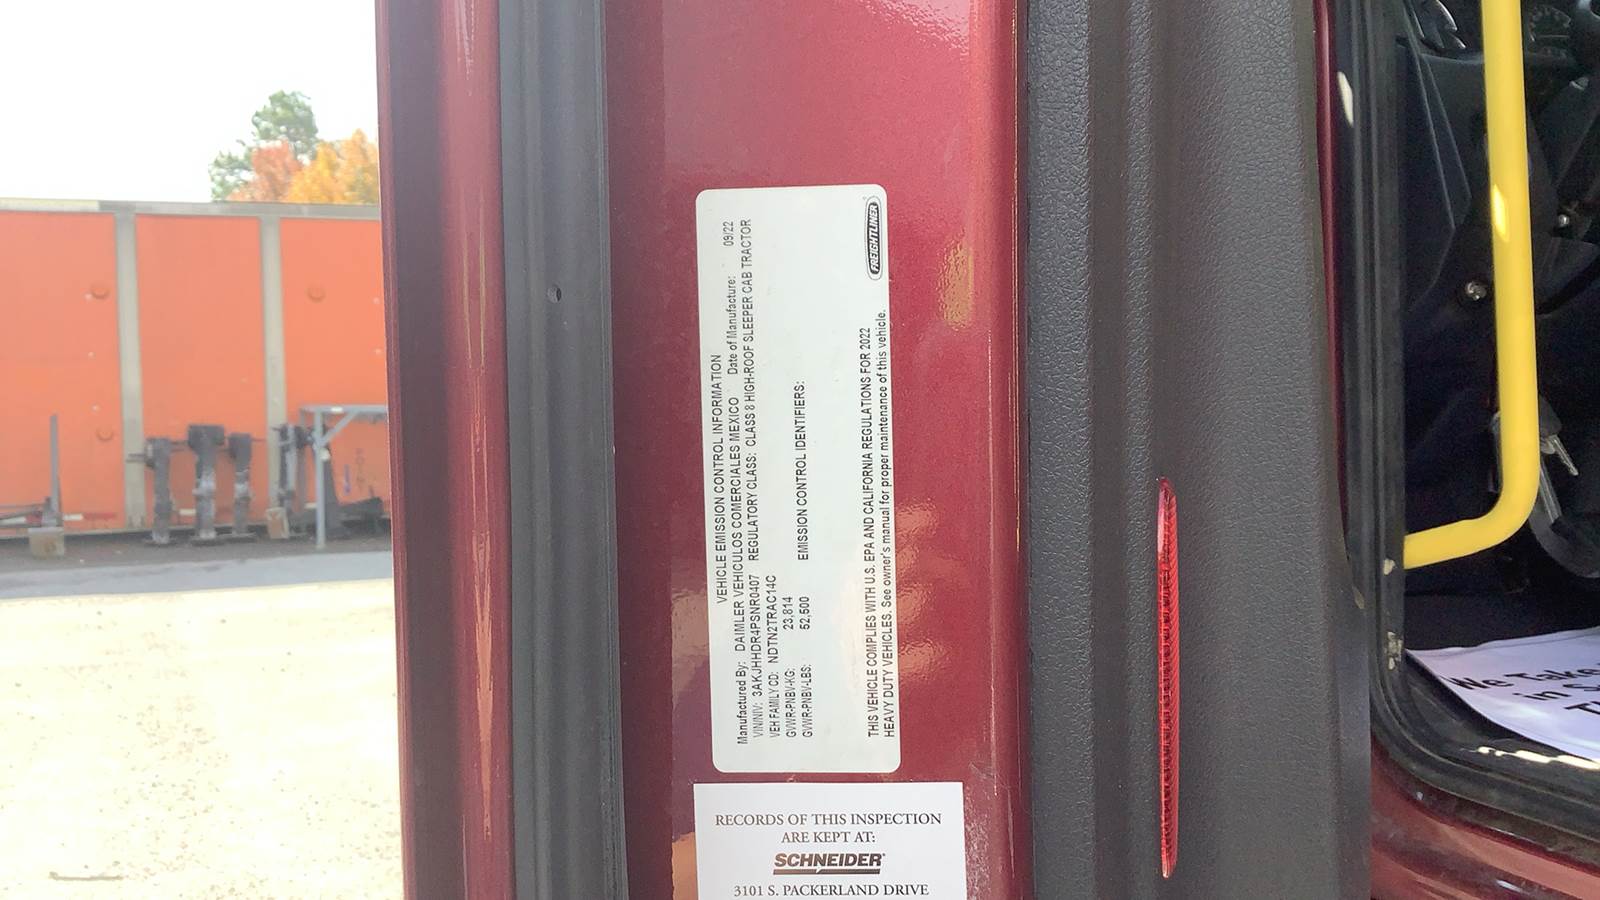 VEHICLE EMISSION CONTROL INFORMATION
Manufactured By: DAIMLER VEHICULOS COMERCIALES MEXICO Date of Manufacture: 09/22
VIN/NIV: 3AKJHHDR4PSNR0407 REGULATORY CLASS: CLASS 8 HIGH-ROOF SLEEPER CAB TRACTOR
VEH FAMILY CD: NDTN2TRAC14C
GVWR-PNBV-KG: 23,814
GVWR-PNBV-LBS: 52,500 EMISSION CONTROL IDENTIFIERS:
THIS VEHICLE COMPLIES WITH U.S. EPA AND CALIFORNIA REGULATIONS FOR 2022
HEAVY DUTY VEHICLES. See owner's manual for proper maintenance of this vehicle.
FREIGHTLINER
RECORDS OF THIS INSPECTION
ARE KEPT AT:
SCHNEIDER
3101 S. PACKERLAND DRIVE
We Take
in